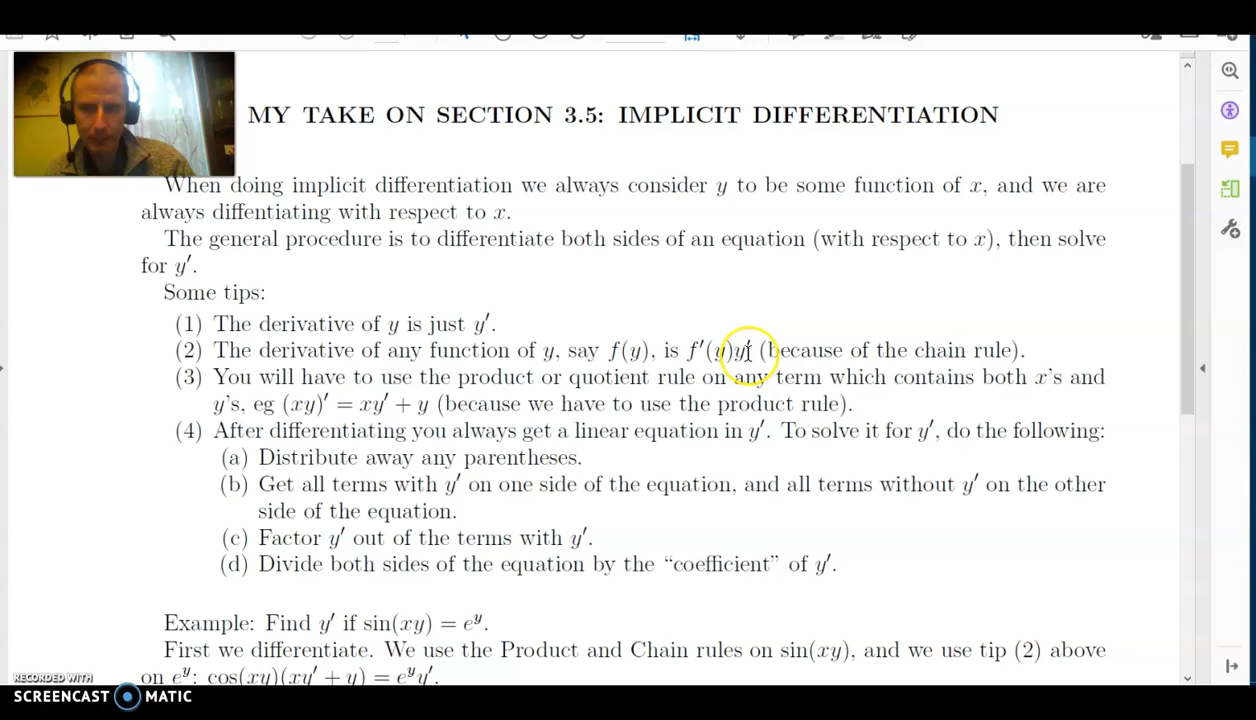 MY TAKE ON SECTION 3.5: IMPLICIT DIFFERENTIATION
When doing implicit differentiation we always consider y to be some function of x, and we are
always diffentiating with respect to x.
The general procedure is to differentiate both sides of an equation (with respect to x), then solve
for y′.
Some tips:
(1) The derivative of y is just y′.
(2) The derivative of any function of y, say f(y), is f′(y)y′ (because of the chain rule).
(3) You will have to use the product or quotient rule on any term which contains both x's and
y's, eg (xy)′ = xy′ + y (because we have to use the product rule).
(4) After differentiating you always get a linear equation in y′. To solve it for y′, do the following:
(a) Distribute away any parentheses.
(b) Get all terms with y′ on one side of the equation, and all terms without y′ on the other
side of the equation.
(c) Factor y′ out of the terms with y′.
(d) Divide both sides of the equation by the “coefficient” of y′.
Example: Find y′ if sin(xy) = e^y.
First we differentiate. We use the Product and Chain rules on sin(xy), and we use tip (2) above
on e^y: cos(xy)(xy′ + y) = e^y y′.
RECORDED WITH
SCREENCAST MATIC